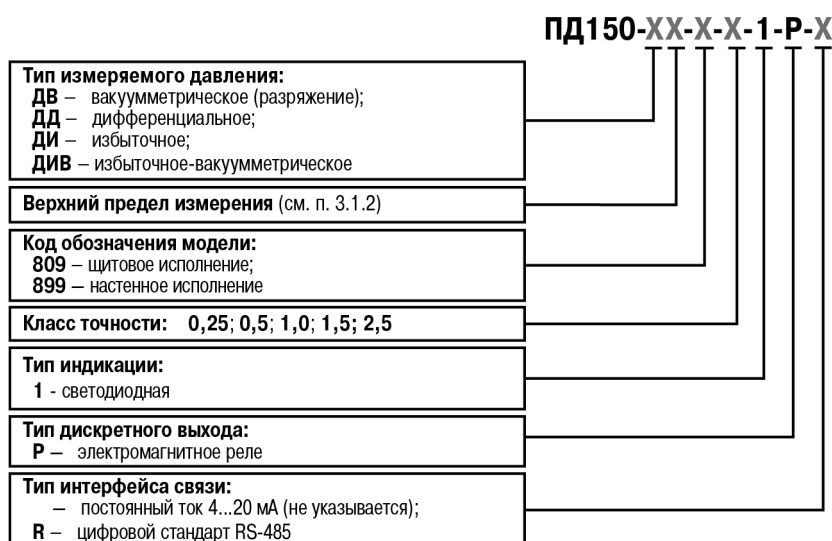 ПД150-XX-X-X-1-Р-X
Тип измеряемого давления:
ДВ – вакуумметрическое (разряжение);
ДД – дифференциальное;
ДИ – избыточное;
ДИВ – избыточное-вакуумметрическое
Верхний предел измерения (см. п. 3.1.2)
Код обозначения модели:
809 – щитовое исполнение;
899 – настенное исполнение
Класс точности: 0,25; 0,5; 1,0; 1,5; 2,5
Тип индикации:
1 - светодиодная
Тип дискретного выхода:
Р – электромагнитное реле
Тип интерфейса связи:
– постоянный ток 4...20 мА (не указывается);
R – цифровой стандарт RS-485